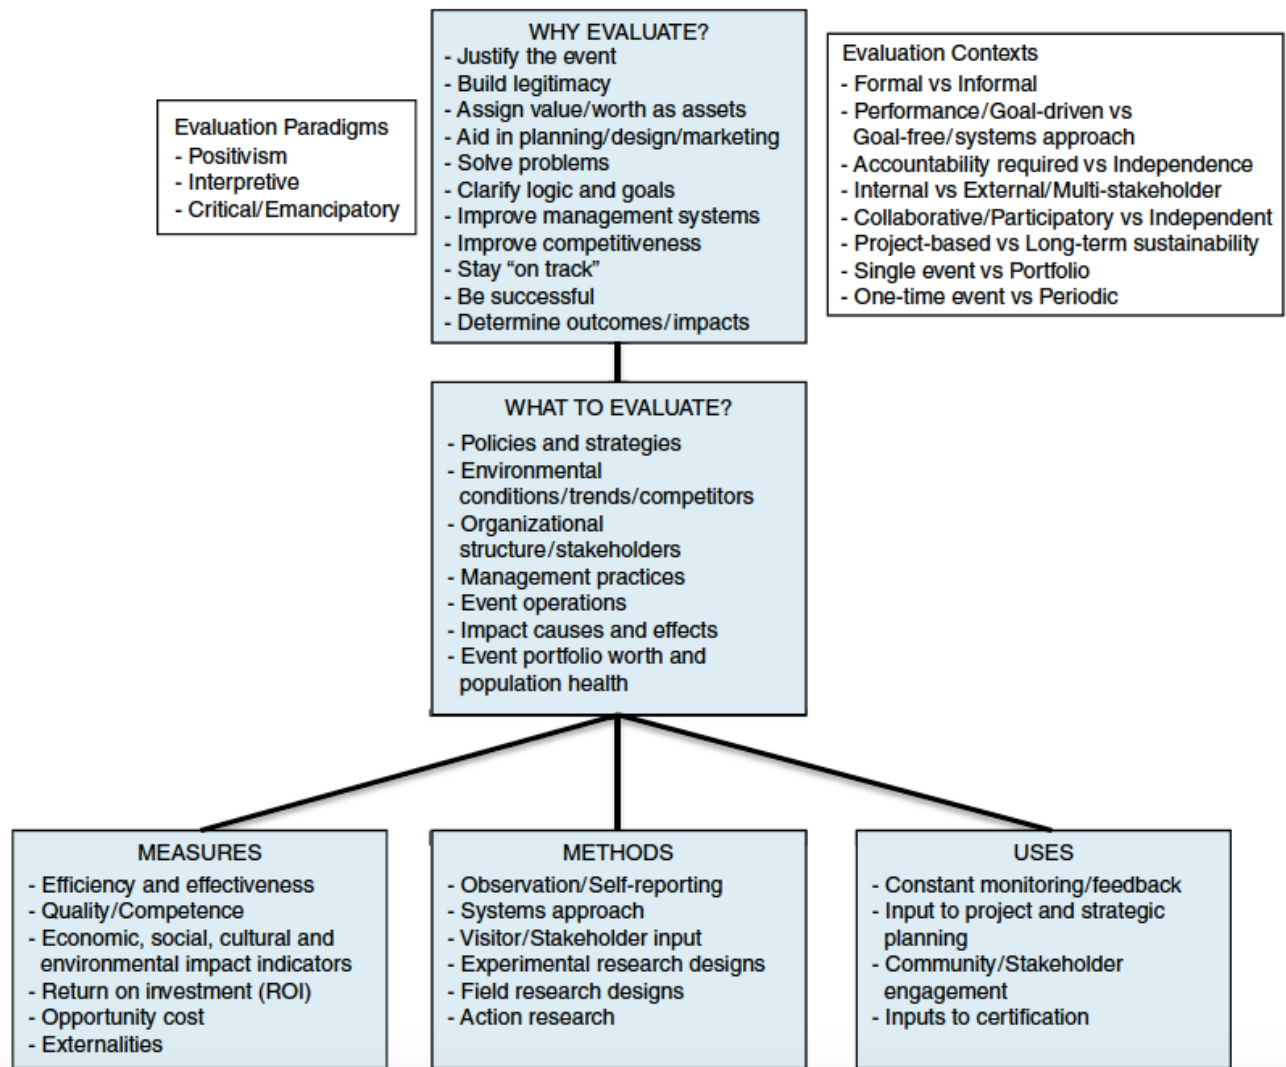 WHY EVALUATE?
- Justify the event
- Build legitimacy
- Assign value/worth as assets
- Aid in planning/design/marketing
- Solve problems
- Clarify logic and goals
- Improve management systems
- Improve competitiveness
- Stay “on track”
- Be successful
- Determine outcomes/impacts
Evaluation Paradigms
- Positivism
- Interpretive
- Critical/Emancipatory
Evaluation Contexts
- Formal vs Informal
- Performance/Goal-driven vs
Goal-free/systems approach
- Accountability required vs Independence
- Internal vs External/Multi-stakeholder
- Collaborative/Participatory vs Independent
- Project-based vs Long-term sustainability
- Single event vs Portfolio
- One-time event vs Periodic
WHAT TO EVALUATE?
- Policies and strategies
- Environmental
conditions/trends/competitors
- Organizational
structure/stakeholders
- Management practices
- Event operations
- Impact causes and effects
- Event portfolio worth and
population health
MEASURES
- Efficiency and effectiveness
- Quality/Competence
- Economic, social, cultural and
environmental impact indicators
- Return on investment (ROI)
- Opportunity cost
- Externalities
METHODS
- Observation/Self-reporting
- Systems approach
- Visitor/Stakeholder input
- Experimental research designs
- Field research designs
- Action research
USES
- Constant monitoring/feedback
- Input to project and strategic
planning
- Community/Stakeholder
engagement
- Inputs to certification